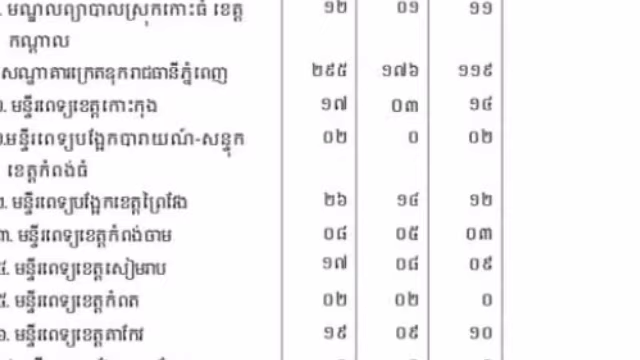 . មណ្ឌលព្យាបាលស្រុកកោះធំ ខេត្ត ១២ ០១ ១១
កណ្តាល
សណ្ឋាគារក្រេតឌុករាជធានីភ្នំពេញ ២៩៥ ១៧៦ ១១៩
. មន្ទីរពេទ្យខេត្តកោះកុង ១៧ ០៣ ១៤
.មន្ទីរពេទ្យបង្អែកបារាយណ៍-សន្ទុក ០២ ០ ០២
ខេត្តកំពង់ធំ
២. មន្ទីរពេទ្យបង្អែកខេត្តព្រៃវែង ២៦ ១៤ ១២
៣. មន្ទីរពេទ្យខេត្តកំពង់ចាម ០៨ ០៥ ០៣
. មន្ទីរពេទ្យខេត្តសៀមរាប ១៧ ០៨ ០៩
៥. មន្ទីរពេទ្យខេត្តកំពត ០២ ០២ ០
៦. មន្ទីរពេទ្យខេត្តតាកែវ ១៩ ០៩ ១០